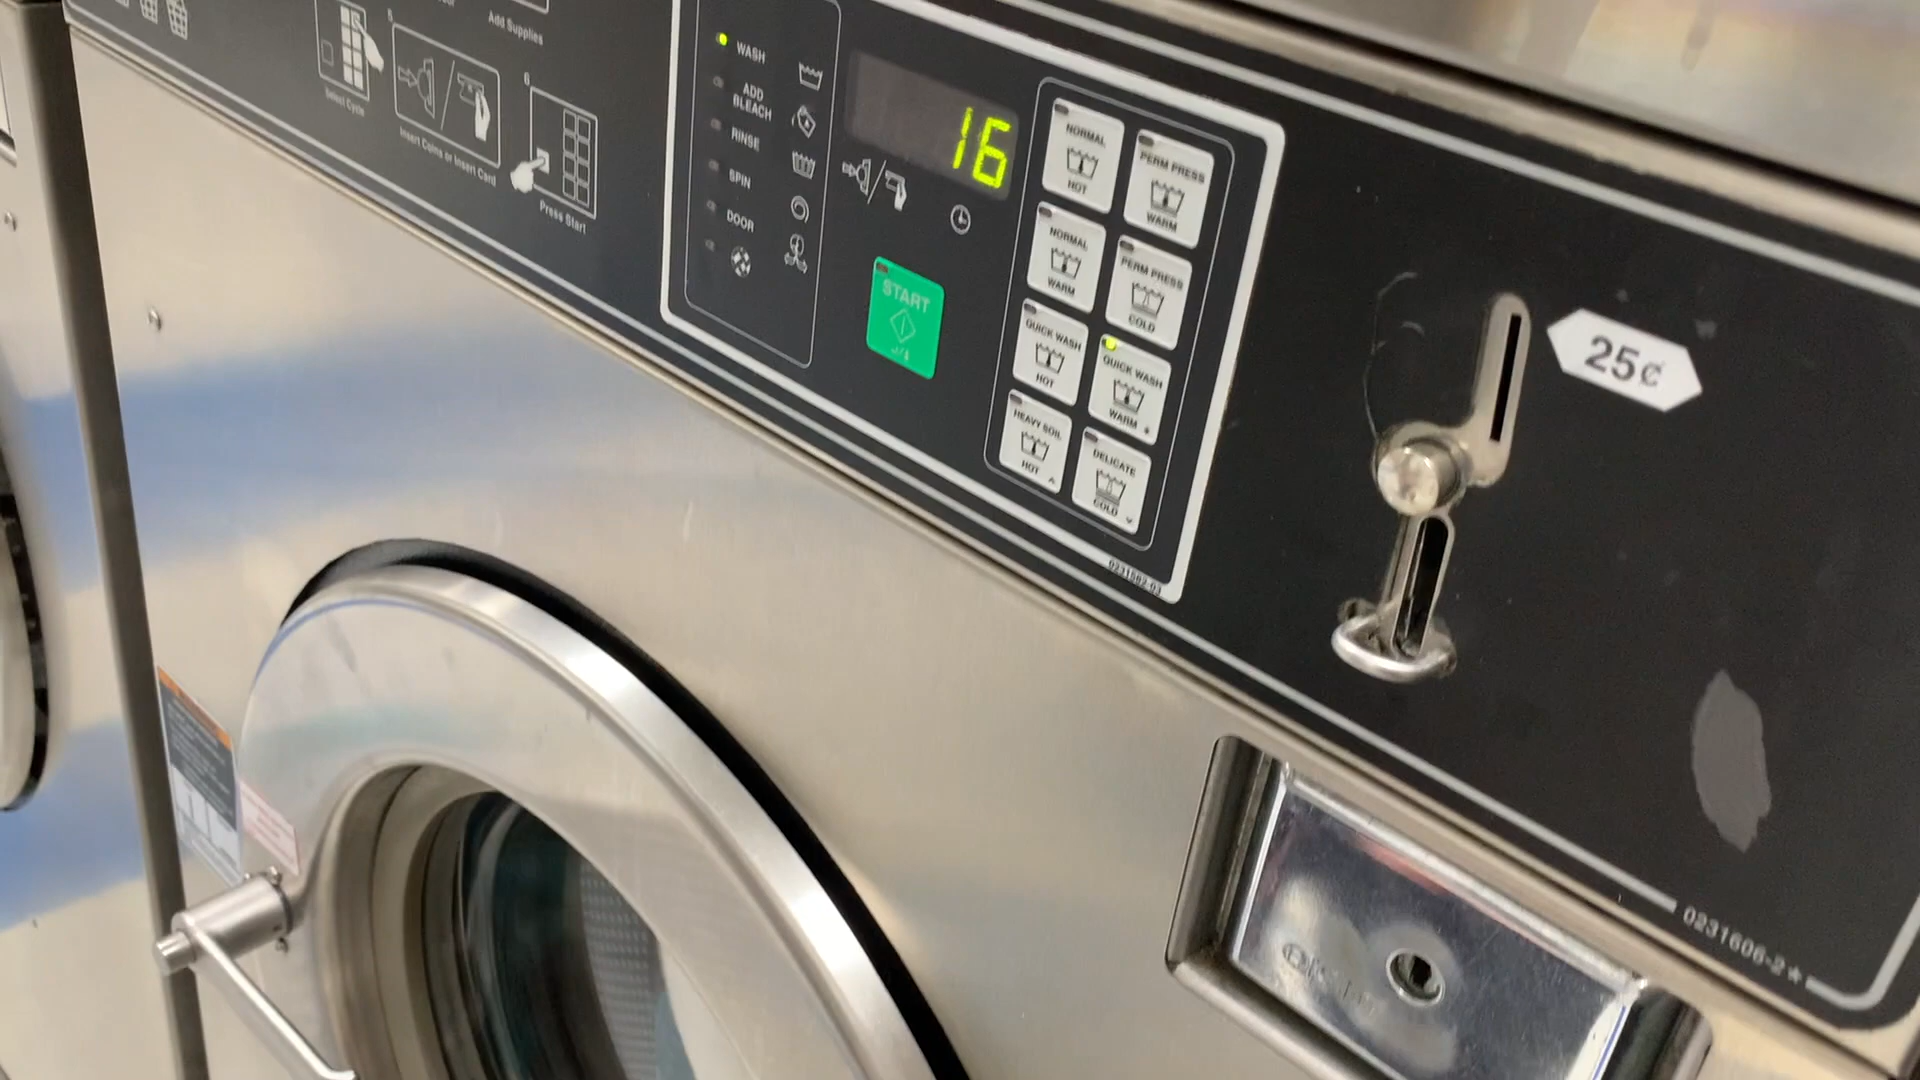 Add Supplies
5
Select Cycle
Insert Coins or Insert Card
6
Press Start
WASH
ADD
BLEACH
RINSE
SPIN
DOOR
16
START
NORMAL
HOT
PERM PRESS
WARM
NORMAL
WARM
PERM PRESS
COLD
QUICK WASH
HOT
QUICK WASH
WARM
HEAVY SOIL
HOT
DELICATE
COLD
25¢
0231606-2★